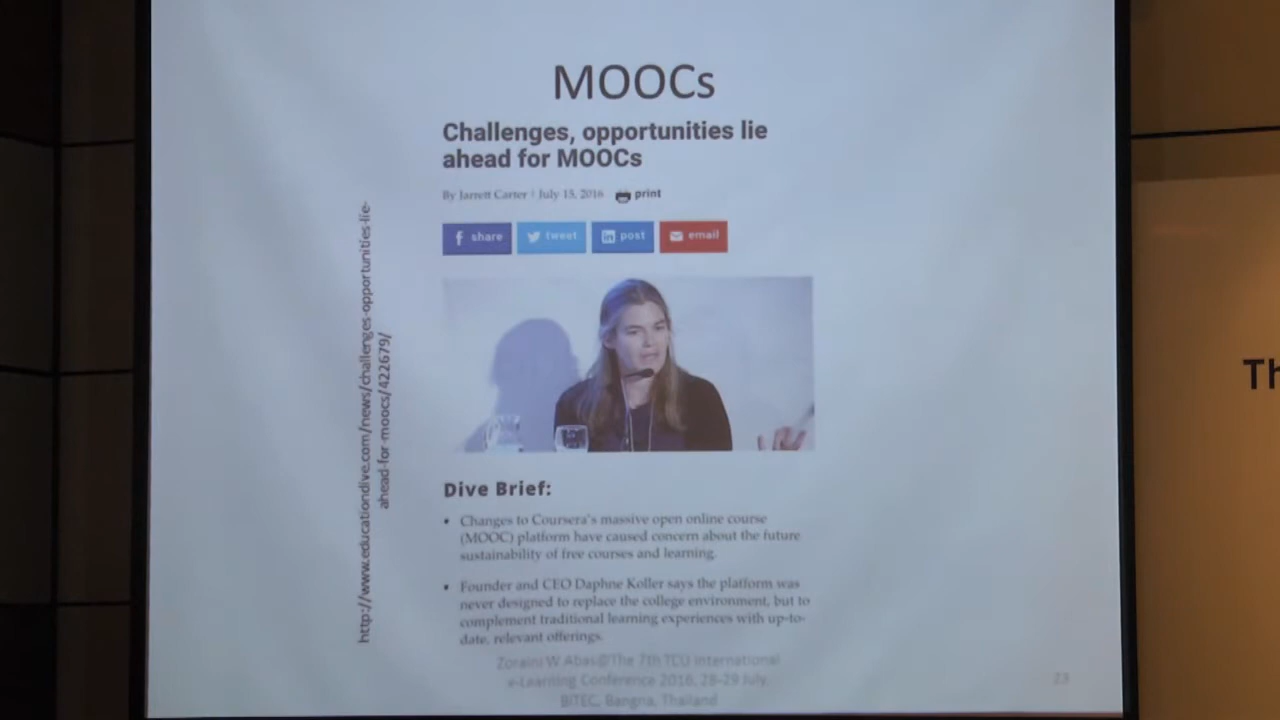 MOOCs
Challenges, opportunities lie
ahead for MOOCs
By Jarrett Carter | July 15, 2016 print
share tweet in post email
http://www.educationdive.com/news/challenges-opportunities-lie-
ahead-for-moocs/422679/
Dive Brief:
• Changes to Coursera's massive open online course
(MOOC) platform have caused concern about the future
sustainability of free courses and learning.
• Founder and CEO Daphne Koller says the platform was
never designed to replace the college environment, but to
complement traditional learning experiences with up-to-
date, relevant offerings.
Zoraini W Abas@The 7th TCU International
e-Learning Conference 2016, 28-29 July,
BITEC, Bangna, Thailand
23
Th